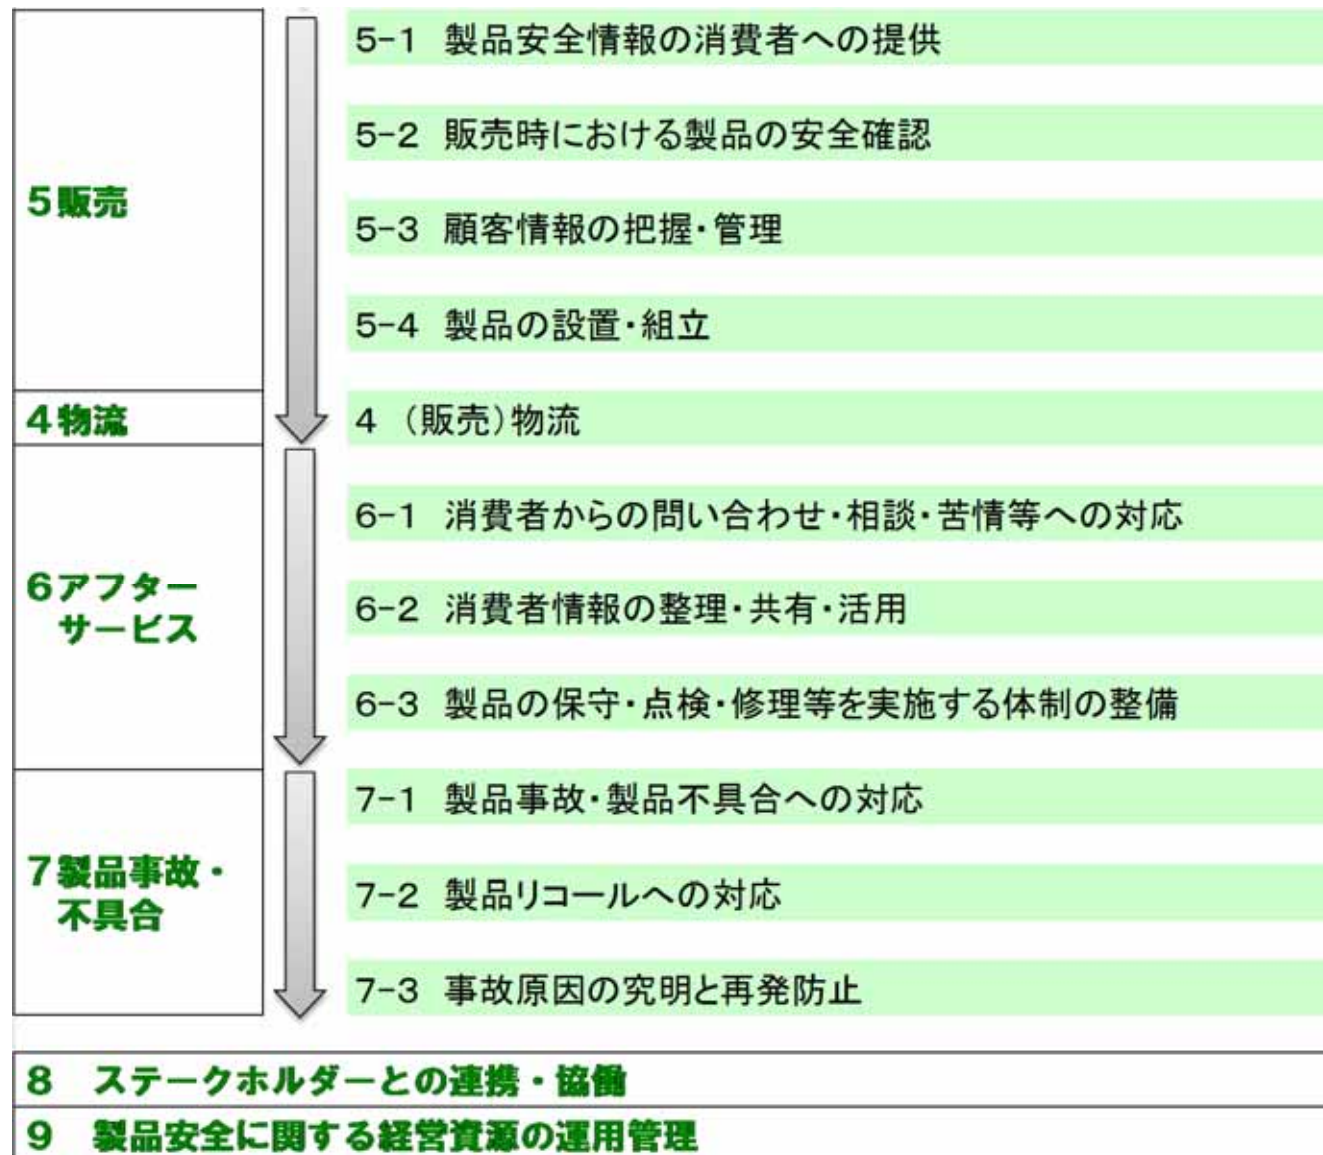 5販売
5-1 製品安全情報の消費者への提供
5-2 販売時における製品の安全確認
5-3 顧客情報の把握・管理
5-4 製品の設置・組立
4物流
4 (販売)物流
6アフター
サービス
6-1 消費者からの問い合わせ・相談・苦情等への対応
6-2 消費者情報の整理・共有・活用
6-3 製品の保守・点検・修理等を実施する体制の整備
7製品事故・
不具合
7-1 製品事故・製品不具合への対応
7-2 製品リコールへの対応
7-3 事故原因の究明と再発防止
8 ステークホルダーとの連携・協働
9 製品安全に関する経営資源の運用管理